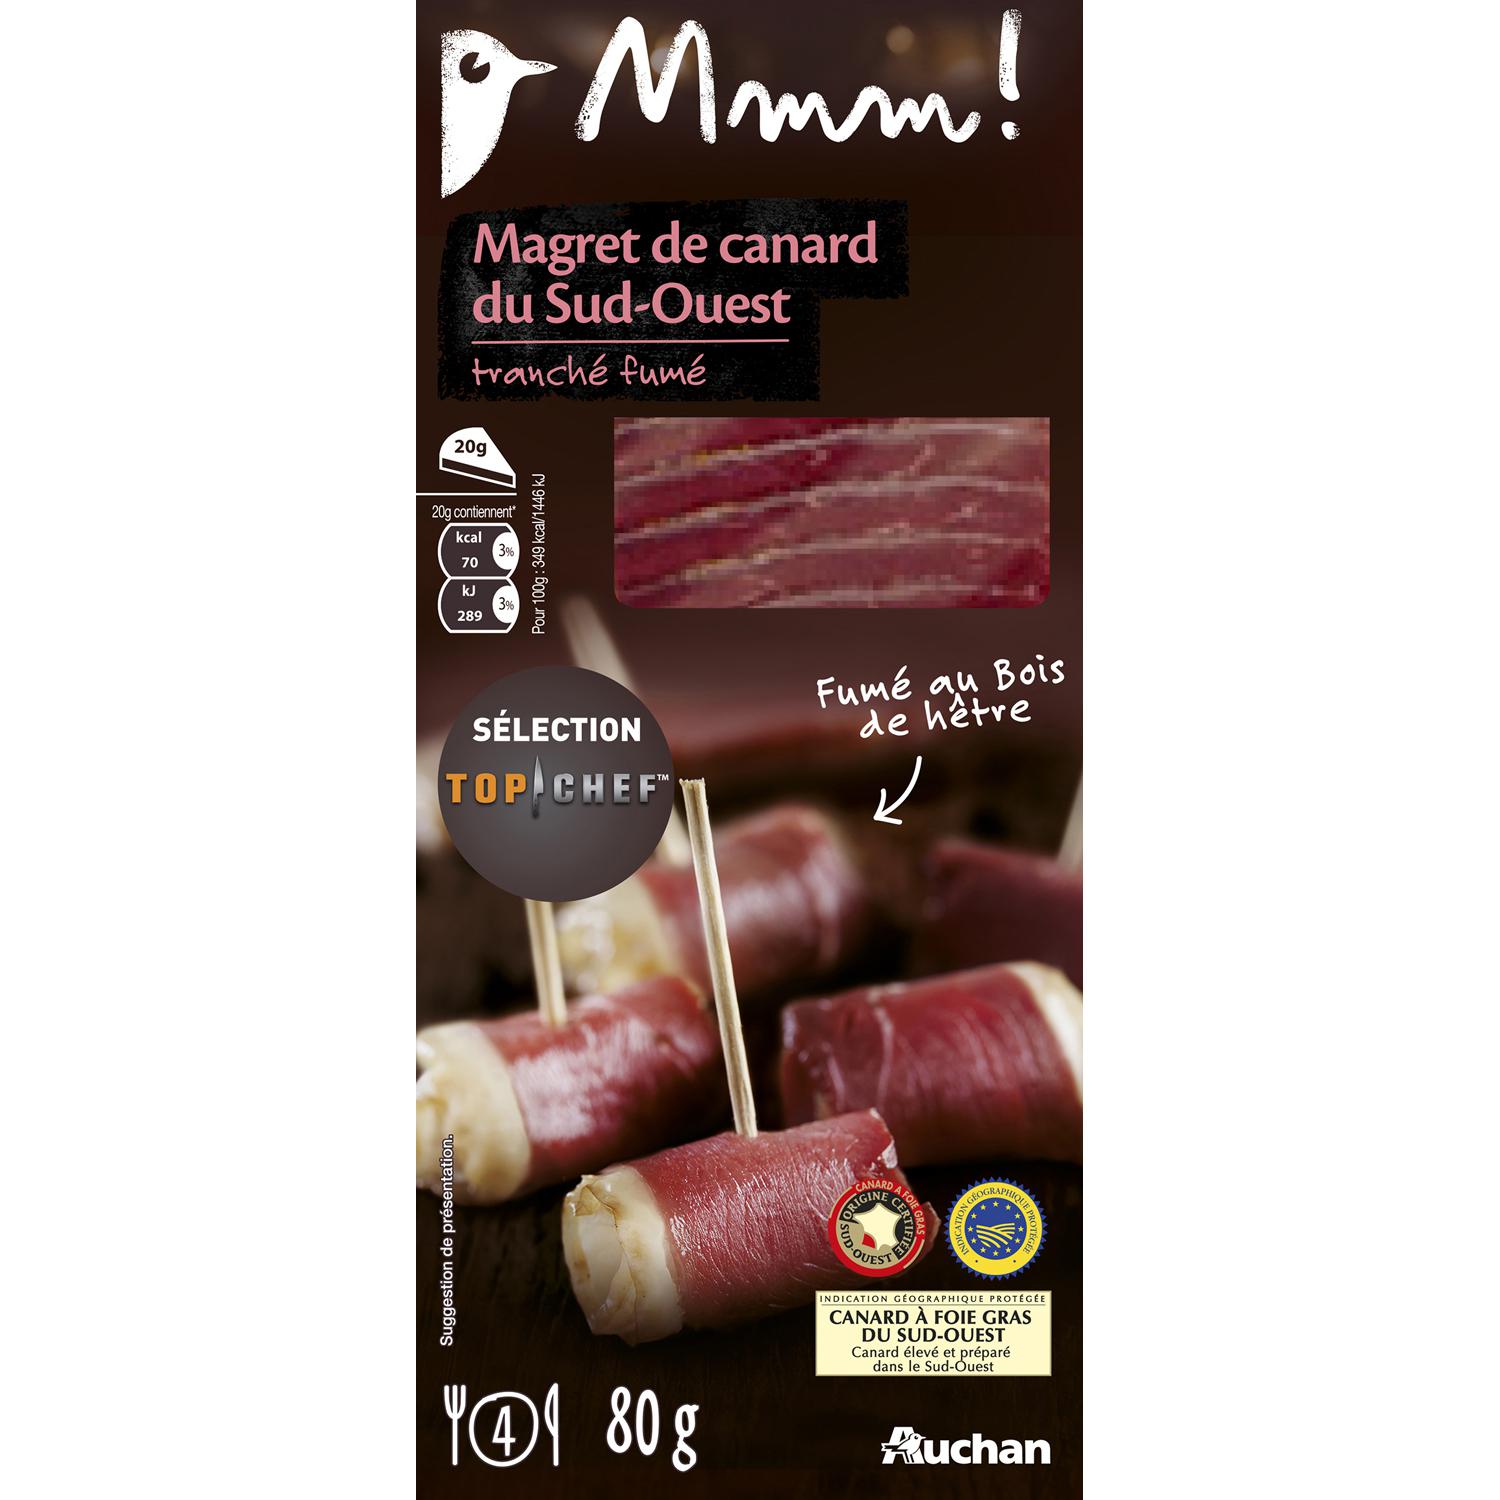 Mmm!
Magret de canard
du Sud-Ouest
tranché fumé
20g
20g contiennent*
kcal
70
3%
kJ
289
3%
Pour 100g : 349 kcal/1446 kJ
Fumé au Bois
de hêtre
SÉLECTION
TOP CHEF™
Suggestion de présentation.
CANARD À FOIE GRAS
ORIGINE CERTIFIÉE
SUD-OUEST
INDICATION GÉOGRAPHIQUE PROTÉGÉE
INDICATION GÉOGRAPHIQUE PROTÉGÉE
CANARD À FOIE GRAS
DU SUD-OUEST
Canard élevé et préparé
dans le Sud-Ouest
4
80 g
Auchan